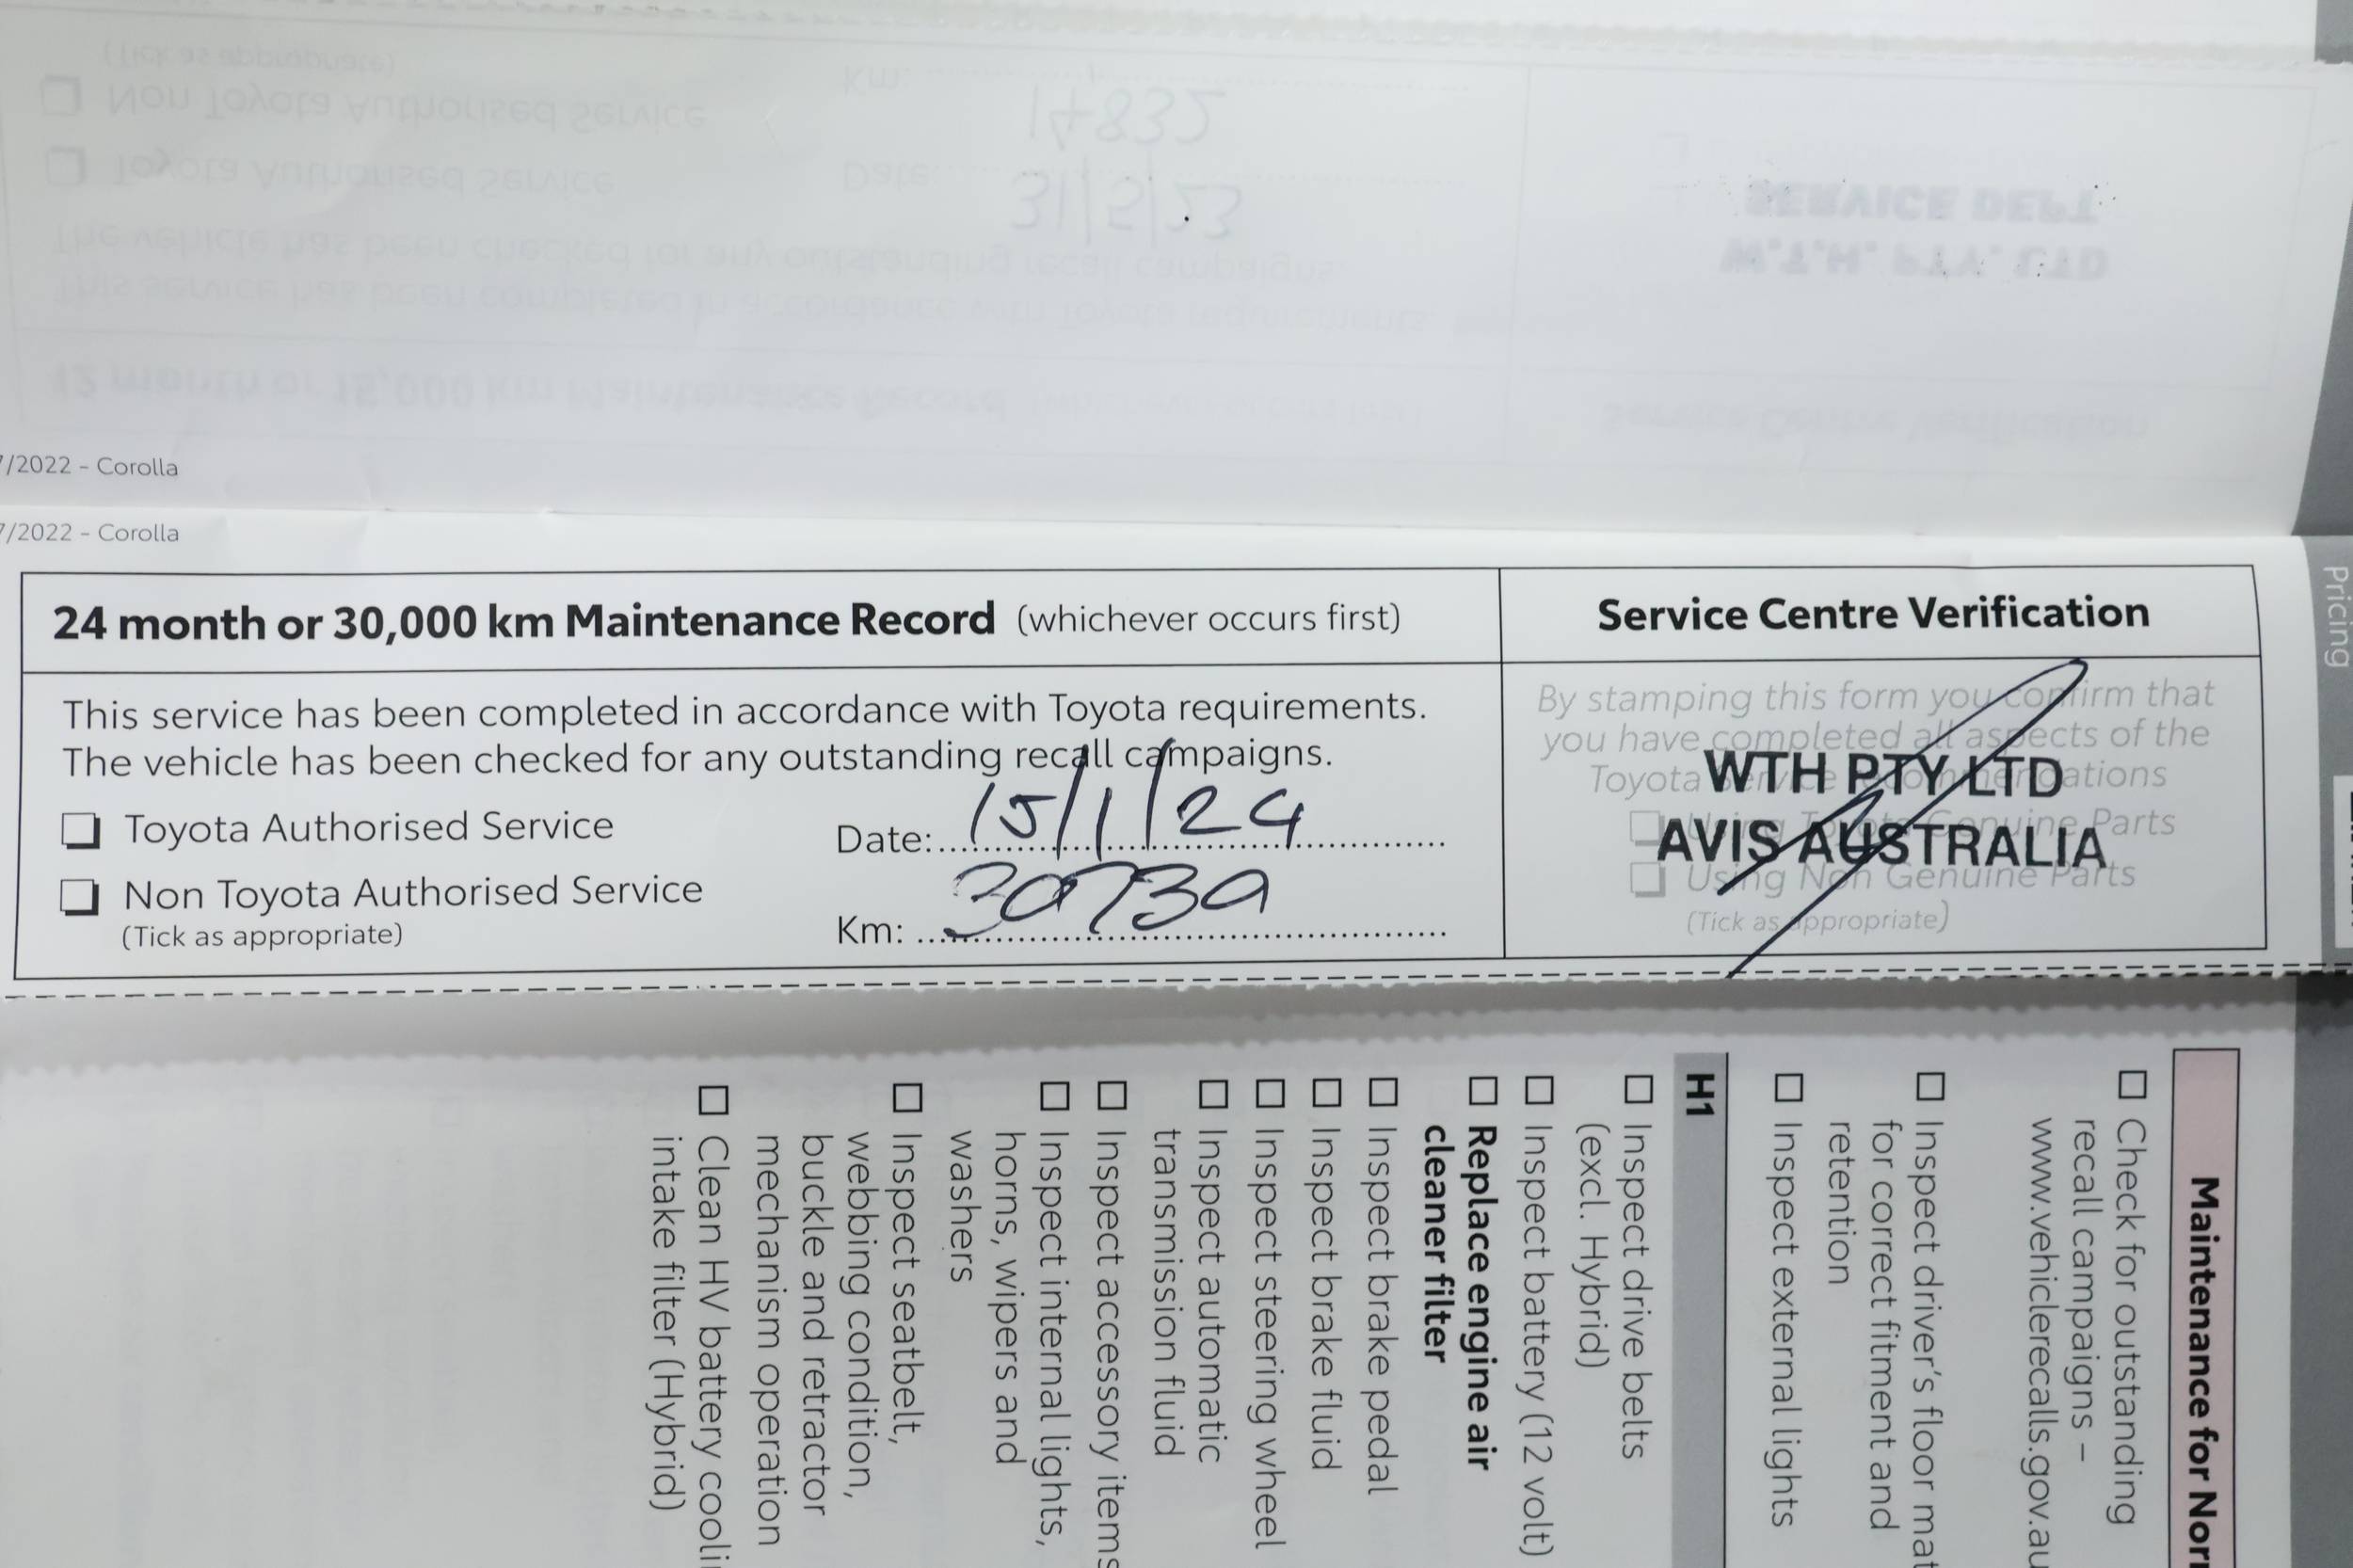 /2022 - Corolla
7/2022 - Corolla
24 month or 30,000 km Maintenance Record (whichever occurs first)
Service Centre Verification
This service has been completed in accordance with Toyota requirements.
The vehicle has been checked for any outstanding recall campaigns.
Toyota Authorised Service
Non Toyota Authorised Service
(Tick as appropriate)
Date: 15/1/24
Km: 30739
By stamping this form you confirm that
you have completed all aspects of the
Toyota Service recommendations
Using Toyota Genuine Parts
Using Non Genuine Parts
(Tick as appropriate)
WTH PTY LTD
AVIS AUSTRALIA
Pricing
Maintenance for Nor
Check for outstanding
recall campaigns –
www.vehiclerecalls.gov.au
Inspect driver's floor mat
for correct fitment and
retention
Inspect external lights
H1
Inspect drive belts
(excl. Hybrid)
Inspect battery (12 volt)
Replace engine air
cleaner filter
Inspect brake pedal
Inspect brake fluid
Inspect steering wheel
Inspect automatic
transmission fluid
Inspect accessory items
Inspect internal lights,
horns, wipers and
washers
Inspect seatbelt,
webbing condition,
buckle and retractor
mechanism operation
Clean HV battery cooli
intake filter (Hybrid)